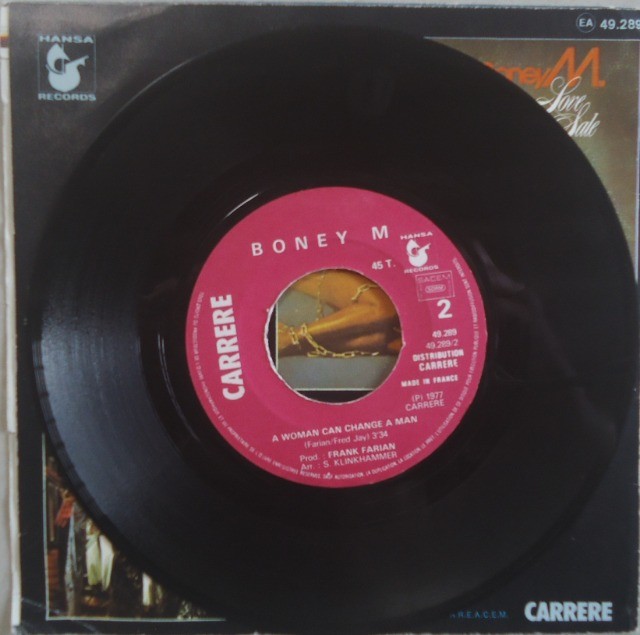 HANSA
RECORDS
EA 49.289
Boney M.
Love
Sale
BONEY M
HANSA
RECORDS
45 T.
SACEM
2
49.289
49.289/2
DISTRIBUTION
CARRERE
MADE IN FRANCE
(P) 1977
CARRERE
CARRERE
A WOMAN CAN CHANGE A MAN
(Farian/Fred Jay) 3'34
Prod. : FRANK FARIAN
Arr. : S. KLINKHAMMER
CARRERE